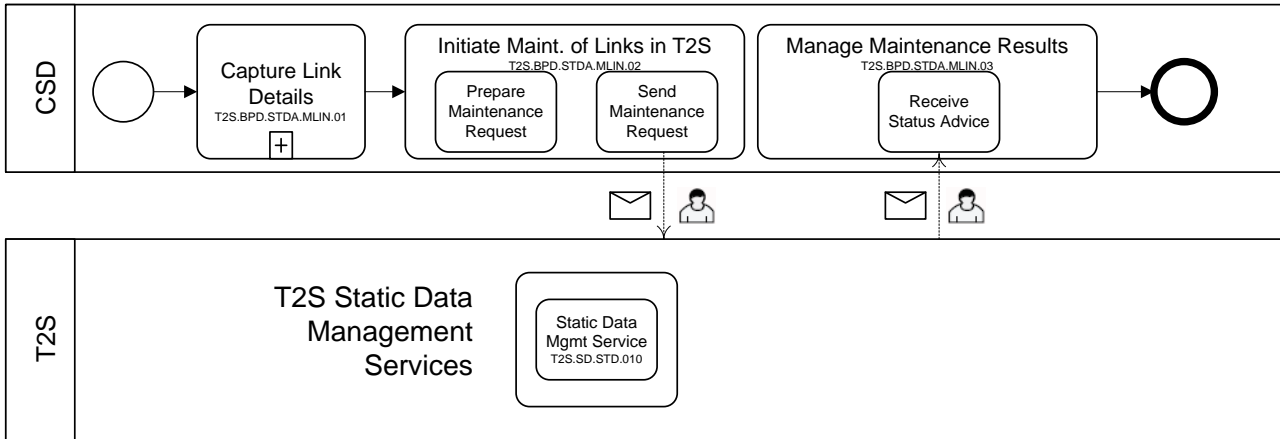 CSD
Capture Link
Details
T2S.BPD.STDA.MLIN.01
Initiate Maint. of Links in T2S
T2S.BPD.STDA.MLIN.02
Prepare
Maintenance
Request
Send
Maintenance
Request
Manage Maintenance Results
T2S.BPD.STDA.MLIN.03
Receive
Status Advice
T2S
T2S Static Data
Management
Services
Static Data
Mgmt Service
T2S.SD.STD.010